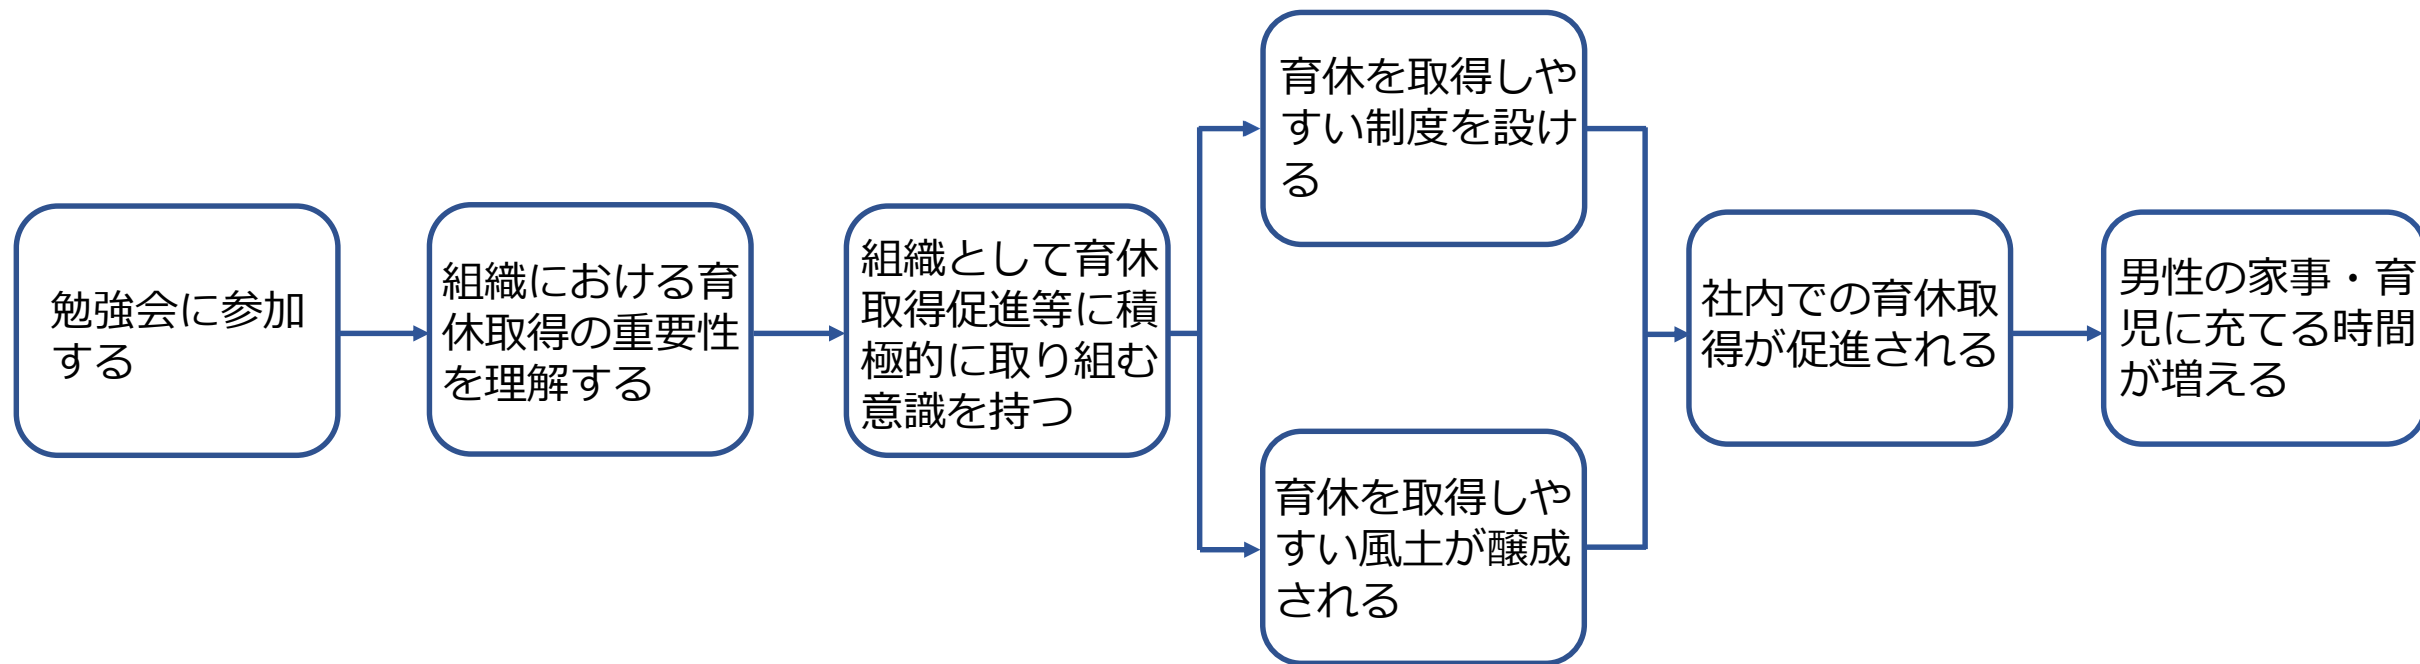 勉強会に参加
する
組織における育
休取得の重要性
を理解する
組織として育休
取得促進等に積
極的に取り組む
意識を持つ
育休を取得しや
すい制度を設け
る
育休を取得しや
すい風土が醸成
される
社内での育休取
得が促進される
男性の家事・育
児に充てる時間
が増える